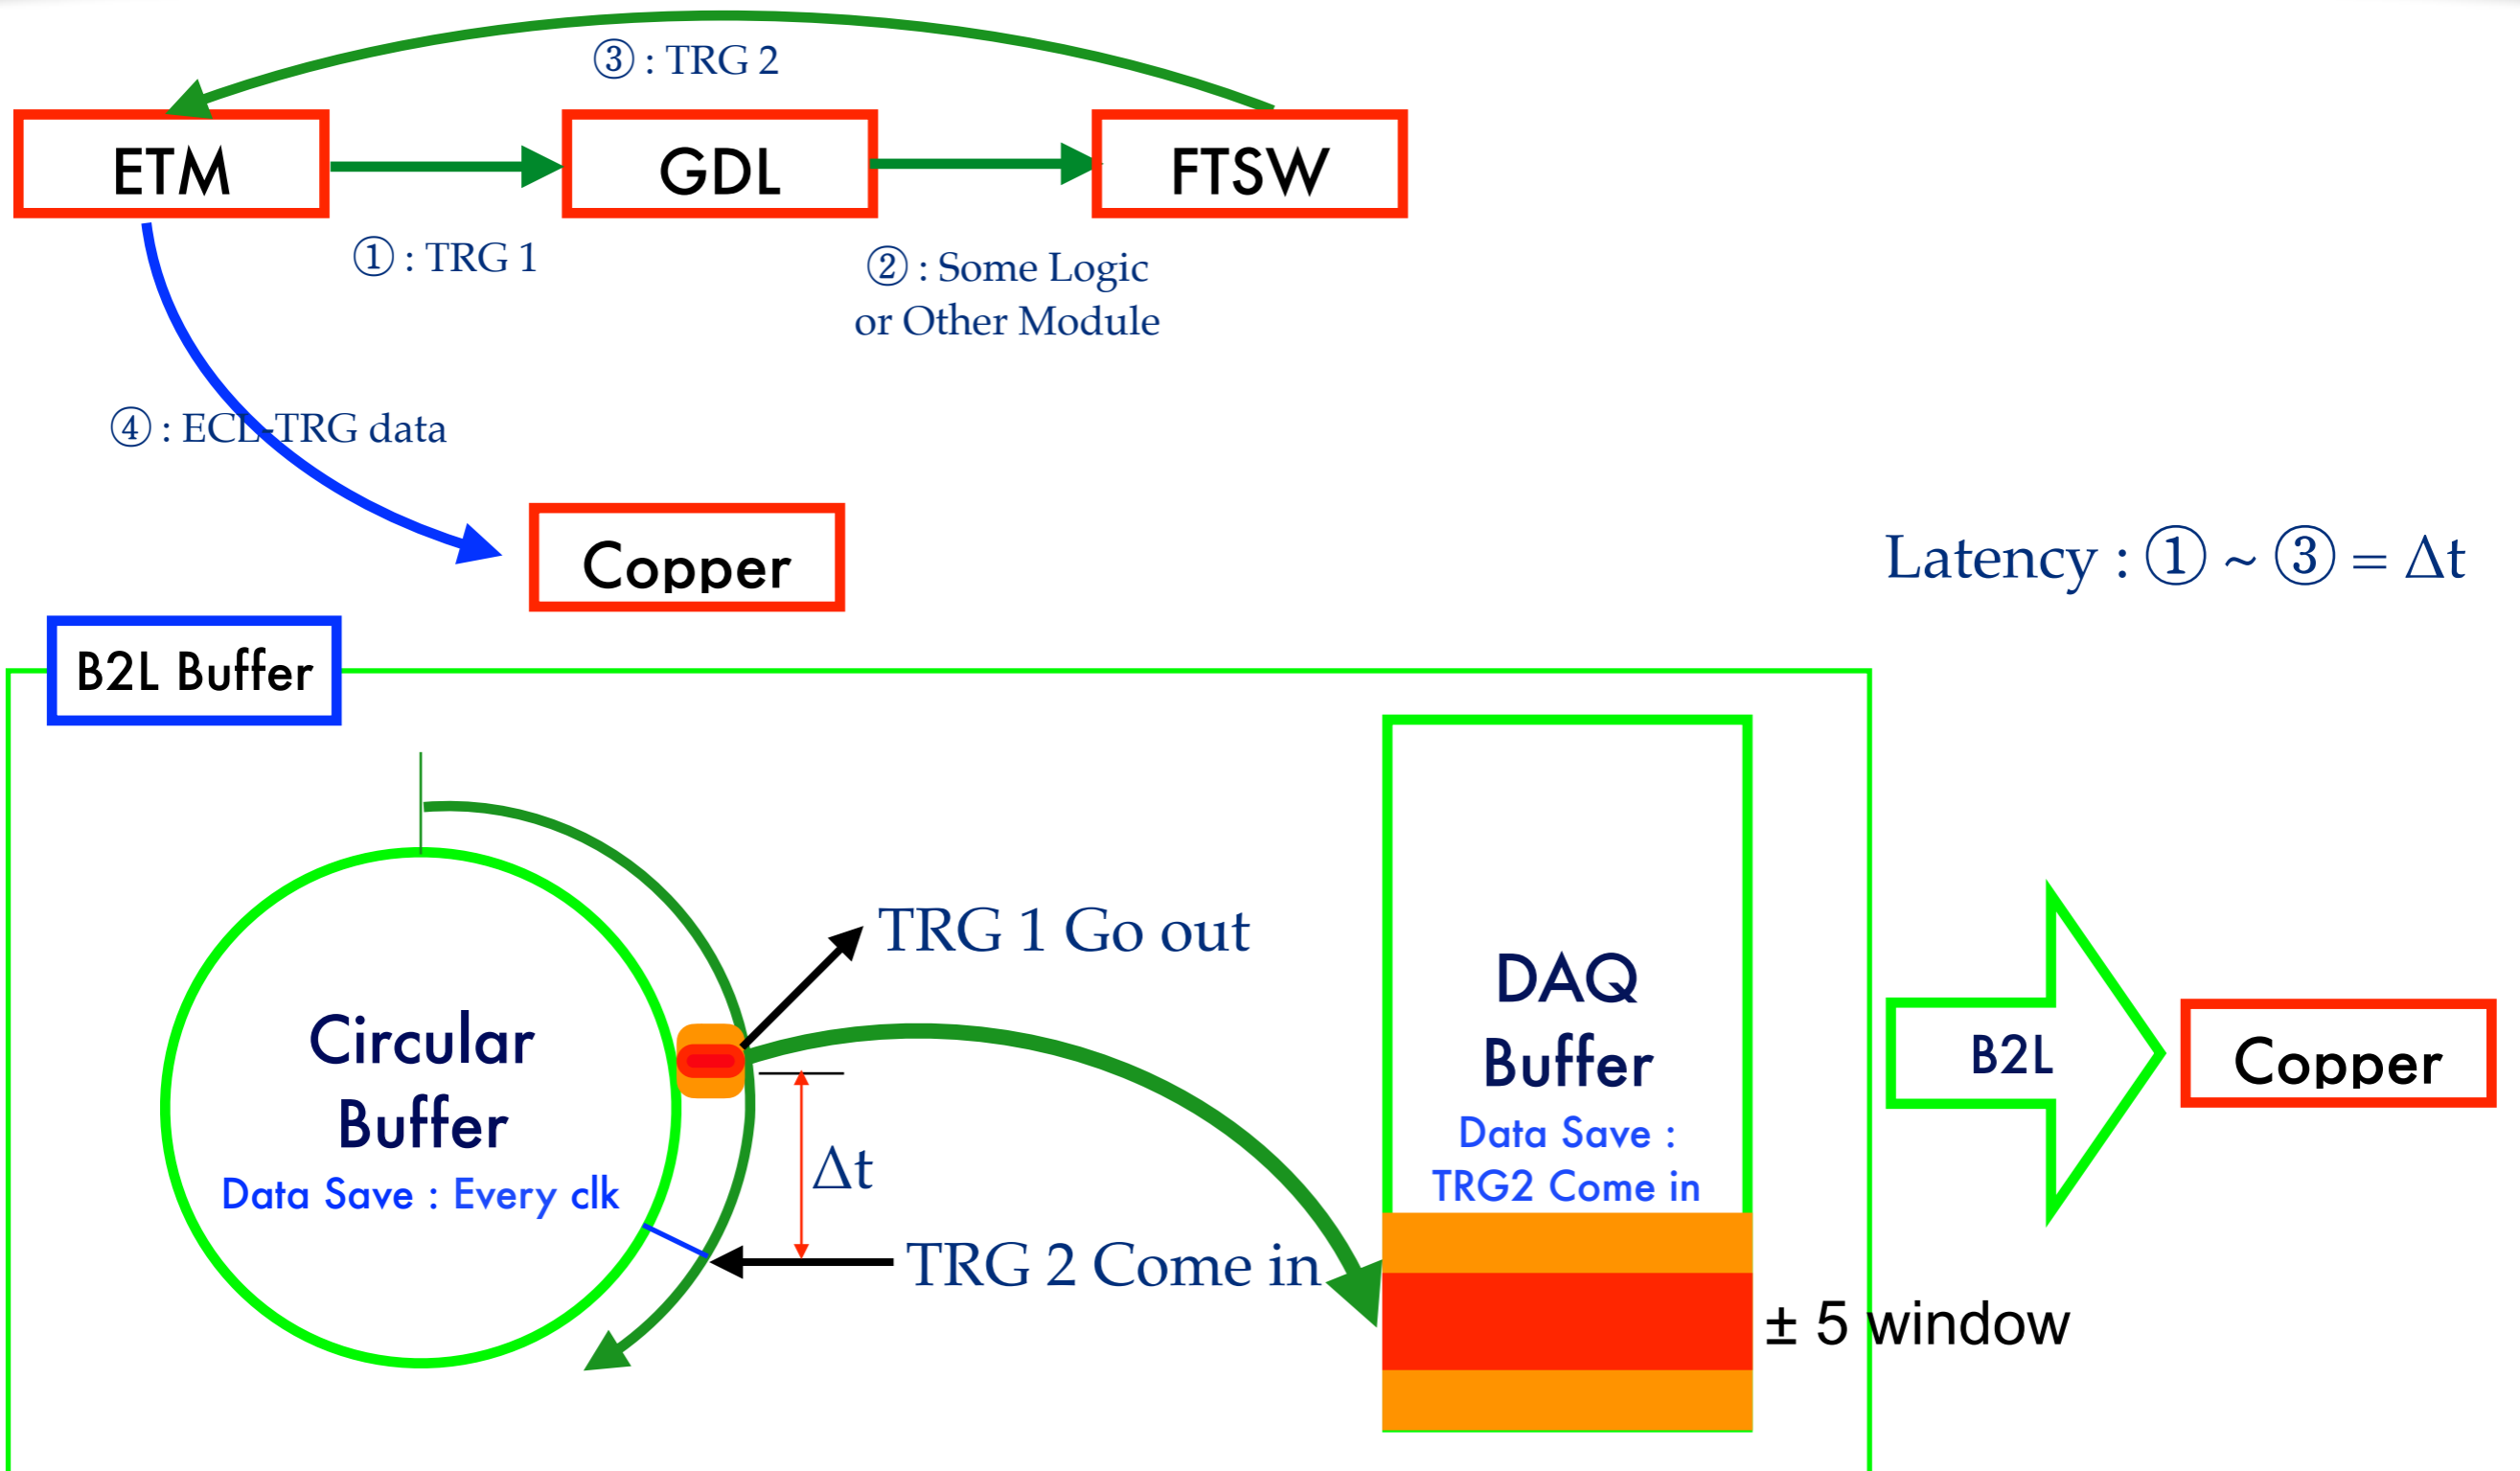 ③ : TRG 2
ETM
GDL
FTSW
① : TRG 1
② : Some Logic
or Other Module
④ : ECL-TRG data
Copper
Latency : ① ~ ③ = Δt
B2L Buffer
TRG 1 Go out
Circular
Buffer
Data Save : Every clk
Δt
TRG 2 Come in
DAQ
Buffer
Data Save :
TRG2 Come in
± 5 window
B2L
Copper